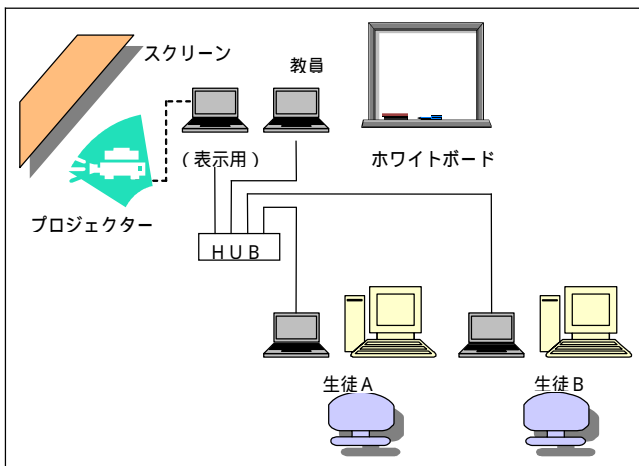 スクリーン
教員
(表示用)
ホワイトボード
プロジェクター
HUB
生徒A
生徒B